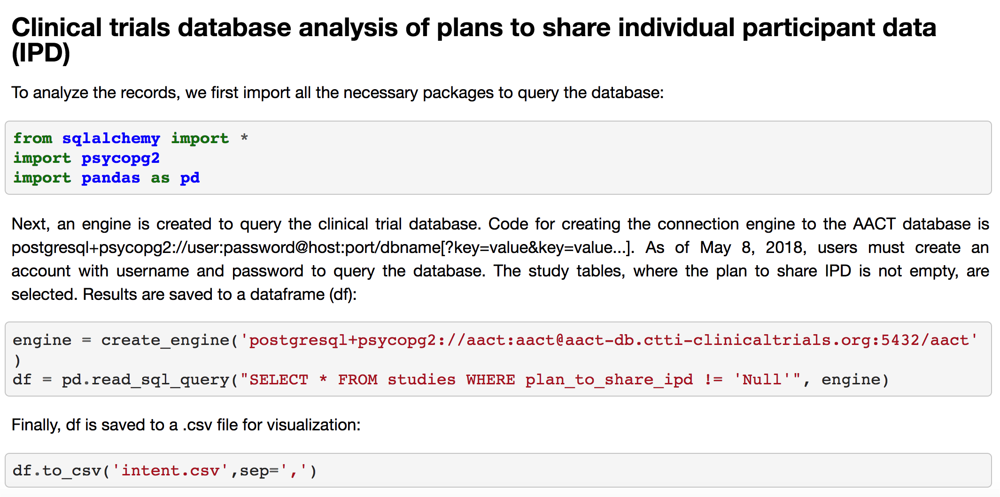 Clinical trials database analysis of plans to share individual participant data
(IPD)
To analyze the records, we first import all the necessary packages to query the database:
from sqlalchemy import *
import psycopg2
import pandas as pd
Next, an engine is created to query the clinical trial database. Code for creating the connection engine to the AACT database is
postgresql+psycopg2://user:password@host:port/dbname[?key=value&key=value...]. As of May 8, 2018, users must create an
account with username and password to query the database. The study tables, where the plan to share IPD is not empty, are
selected. Results are saved to a dataframe (df):
engine = create_engine('postgresql+psycopg2://aact:aact@aact-db.ctti-clinicaltrials.org:5432/aact'
)
df = pd.read_sql_query("SELECT * FROM studies WHERE plan_to_share_ipd != 'Null'", engine)
Finally, df is saved to a .csv file for visualization:
df.to_csv('intent.csv',sep=',')